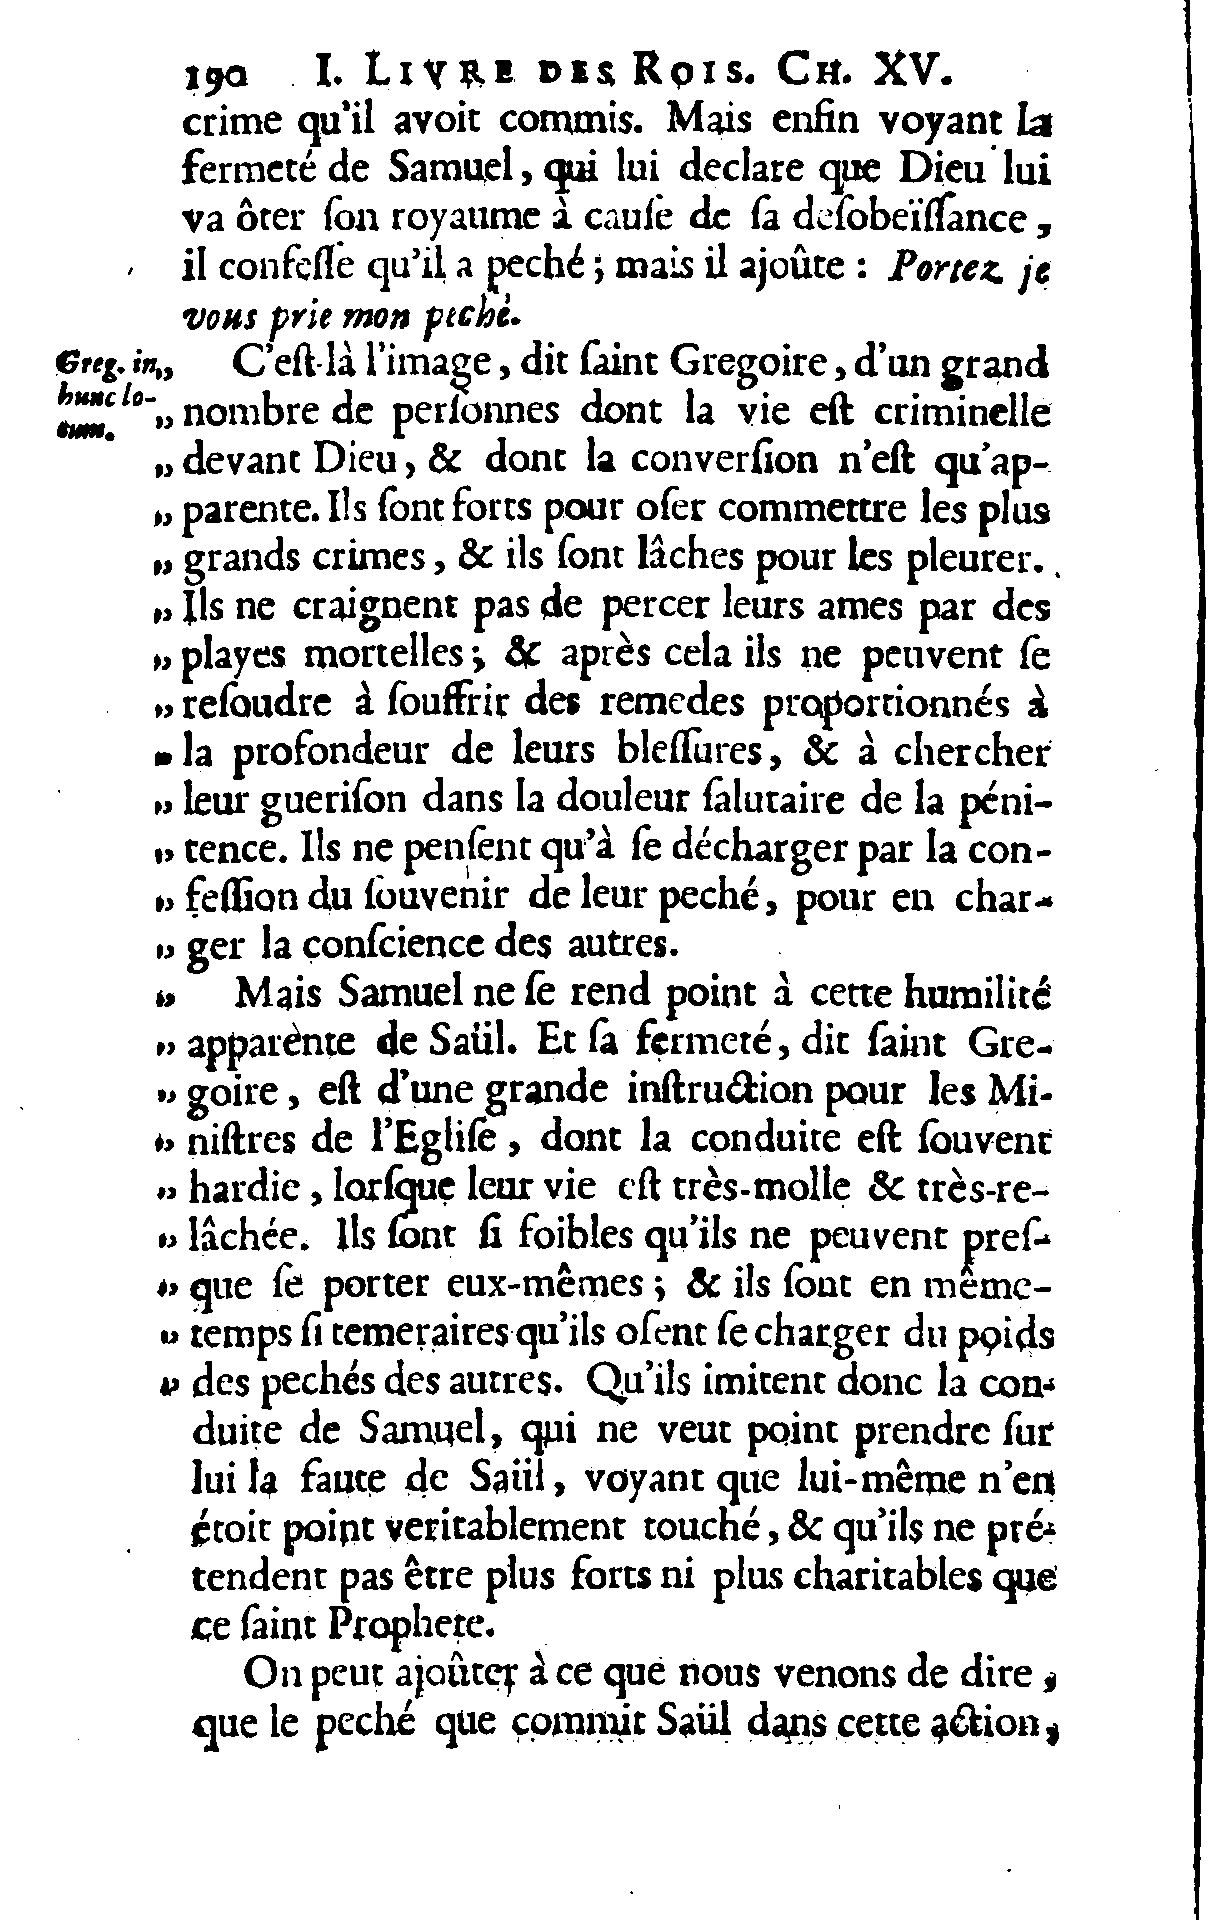 190 I. LIVRE DES ROIS. CH. XV.
crime qu'il avoit commis. Mais enfin voyant la
fermeté de Samuel, qui lui declare que Dieu lui
va ôter ſon royaume à cauſe de ſa deſobeïſſance,
il confeſſe qu'il a peché; mais il ajoûte : Portez je
vous prie mon peché.
Greg. in
hunc lo-
cum.
„ C'eſt-là l'image, dit ſaint Gregoire, d'un grand
„ nombre de perſonnes dont la vie eſt criminelle
„ devant Dieu, & dont la converſion n'eſt qu'ap-
„ parente. Ils ſont forts pour oſer commettre les plus
„ grands crimes, & ils ſont lâches pour les pleurer.
„ Ils ne craignent pas de percer leurs ames par des
„ playes mortelles; & après cela ils ne peuvent ſe
„ reſoudre à ſouffrir des remedes proportionnés à
„ la profondeur de leurs bleſſures, & à chercher
„ leur gueriſon dans la douleur ſalutaire de la péni-
„ tence. Ils ne penſent qu'à ſe décharger par la con-
„ feſſion du ſouvenir de leur peché, pour en char-
„ ger la conſcience des autres.
„ Mais Samuel ne ſe rend point à cette humilité
„ apparente de Saül. Et ſa fermeté, dit ſaint Gre-
„ goire, eſt d'une grande inſtruction pour les Mi-
„ niſtres de l'Egliſe, dont la conduite eſt ſouvent
„ hardie, lorſque leur vie eſt très-molle & très-re-
„ lâchée. Ils ſont ſi foibles qu'ils ne peuvent preſ-
„ que ſe porter eux-mêmes; & ils ſont en même-
„ temps ſi temeraires qu'ils oſent ſe charger du poids
„ des pechés des autres. Qu'ils imitent donc la con-
duite de Samuel, qui ne veut point prendre ſur
lui la faute de Saül, voyant que lui-même n'en
étoit point veritablement touché, & qu'ils ne pré-
tendent pas être plus forts ni plus charitables que
ce ſaint Prophete.
On peut ajoûter à ce que nous venons de dire,
que le peché que commit Saül dans cette action,